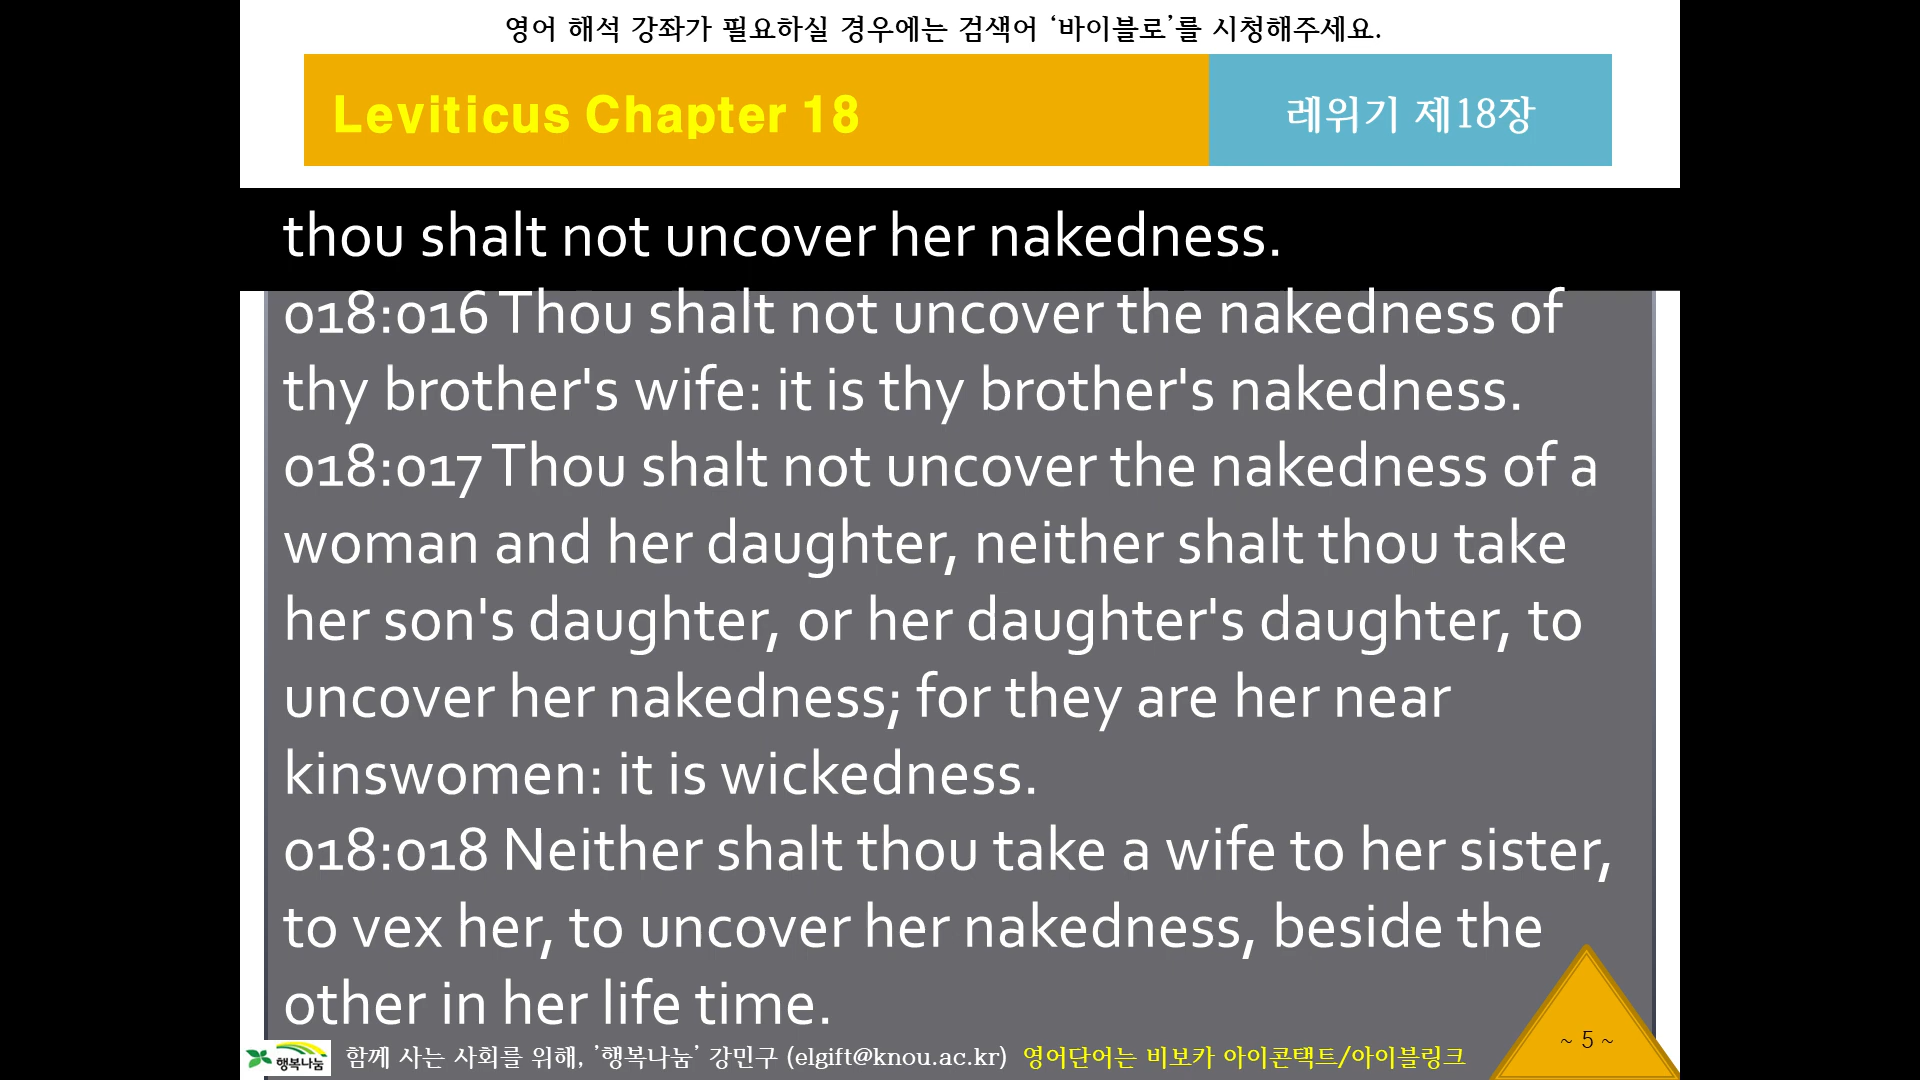 영어 해석 강좌가 필요하실 경우에는 검색어 ‘바이블로’를 시청해주세요.
Leviticus Chapter 18
레위기 제18장
thou shalt not uncover her nakedness.
018:016 Thou shalt not uncover the nakedness of
thy brother's wife: it is thy brother's nakedness.
018:017 Thou shalt not uncover the nakedness of a
woman and her daughter, neither shalt thou take
her son's daughter, or her daughter's daughter, to
uncover her nakedness; for they are her near
kinswomen: it is wickedness.
018:018 Neither shalt thou take a wife to her sister,
to vex her, to uncover her nakedness, beside the
other in her life time.
~ 5 ~
행복나눔
함께 사는 사회를 위해, ’행복나눔’ 강민구 (elgift@knou.ac.kr) 영어단어는 비보카 아이콘택트/아이블링크